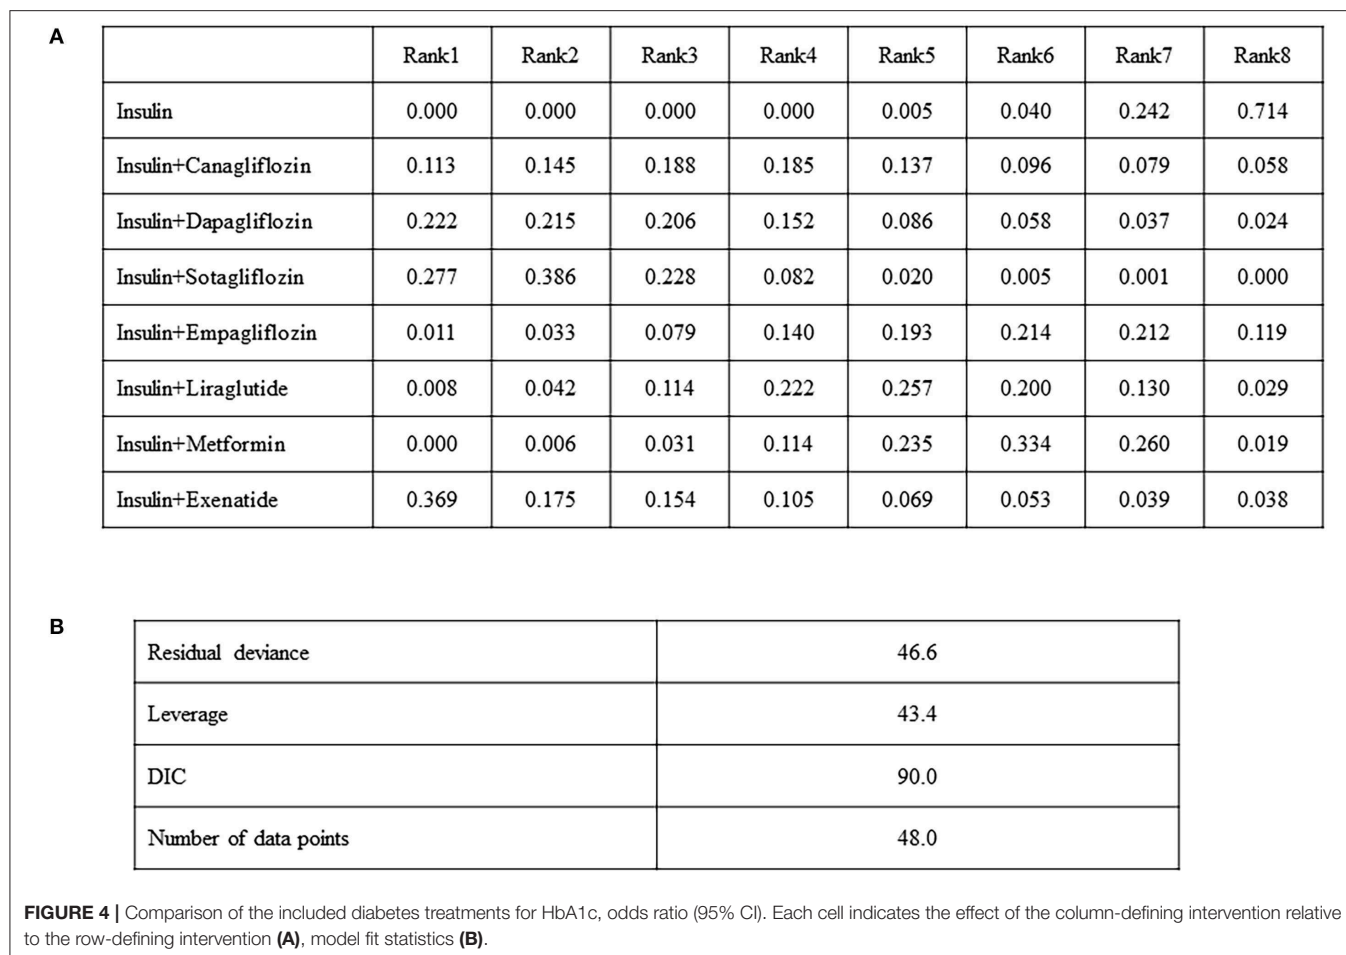 A
Rank1 Rank2 Rank3 Rank4 Rank5 Rank6 Rank7 Rank8
Insulin 0.000 0.000 0.000 0.000 0.005 0.040 0.242 0.714
Insulin+Canagliflozin 0.113 0.145 0.188 0.185 0.137 0.096 0.079 0.058
Insulin+Dapagliflozin 0.222 0.215 0.206 0.152 0.086 0.058 0.037 0.024
Insulin+Sotagliflozin 0.277 0.386 0.228 0.082 0.020 0.005 0.001 0.000
Insulin+Empagliflozin 0.011 0.033 0.079 0.140 0.193 0.214 0.212 0.119
Insulin+Liraglutide 0.008 0.042 0.114 0.222 0.257 0.200 0.130 0.029
Insulin+Metformin 0.000 0.006 0.031 0.114 0.235 0.334 0.260 0.019
Insulin+Exenatide 0.369 0.175 0.154 0.105 0.069 0.053 0.039 0.038
B
Residual deviance 46.6
Leverage 43.4
DIC 90.0
Number of data points 48.0
FIGURE 4 | Comparison of the included diabetes treatments for HbA1c, odds ratio (95% CI). Each cell indicates the effect of the column-defining intervention relative
to the row-defining intervention (A), model fit statistics (B).